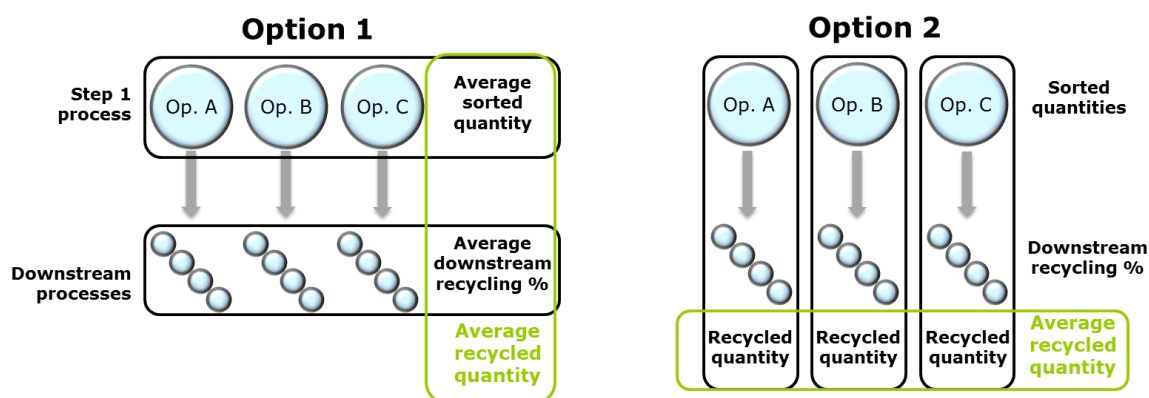 Option 1
Step 1
process
Op. A
Op. B
Op. C
Average
sorted
quantity
Downstream
processes
Average
downstream
recycling %
Average
recycled
quantity
Option 2
Op. A
Op. B
Op. C
Sorted
quantities
Downstream
recycling %
Recycled
quantity
Recycled
quantity
Recycled
quantity
Average
recycled
quantity